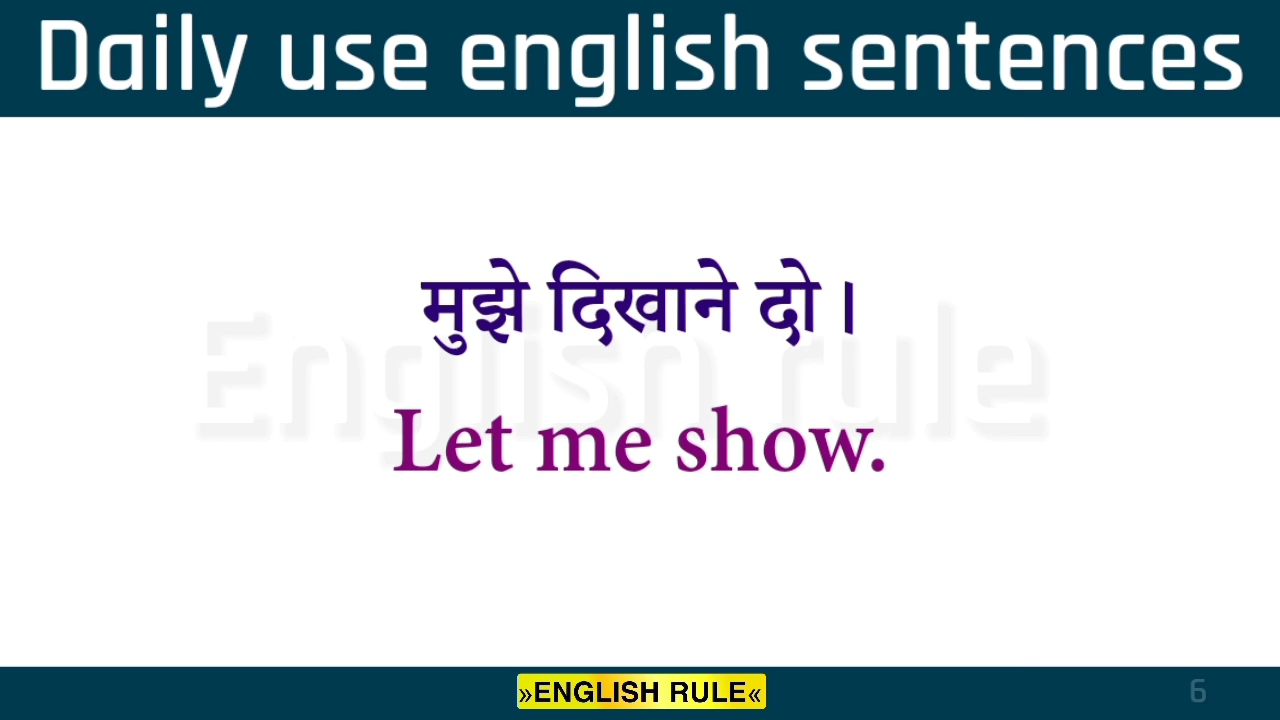 Daily use english sentences
मुझे दिखाने दो।
English rule
Let me show.
»ENGLISH RULE«
6